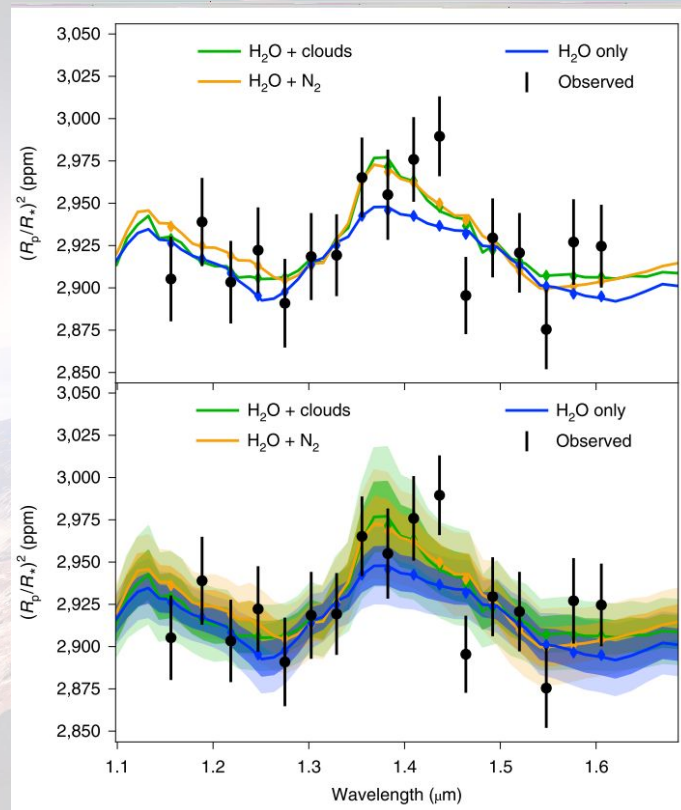 3,050
3,025
3,000
2,975
2,950
2,925
2,900
2,875
2,850
(Rp/R*)² (ppm)
H₂O + clouds
H₂O only
H₂O + N₂
Observed
3,050
3,025
3,000
2,975
2,950
2,925
2,900
2,875
2,850
(Rp/R*)² (ppm)
H₂O + clouds
H₂O only
H₂O + N₂
Observed
1.1 1.2 1.3 1.4 1.5 1.6
Wavelength (μm)